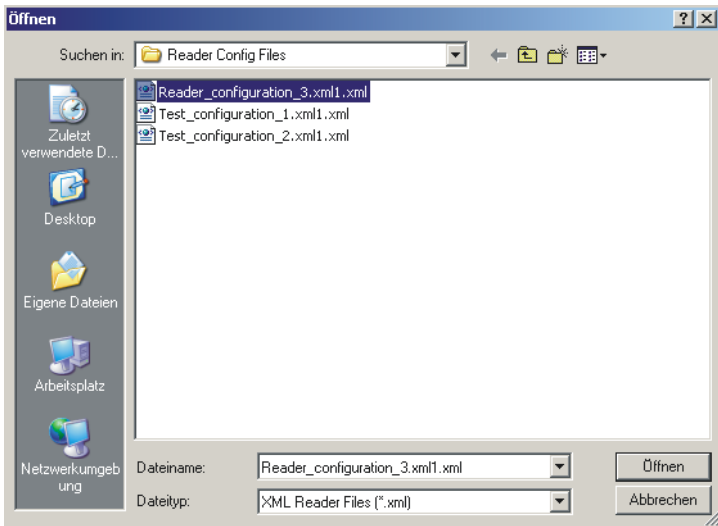 Öffnen
Suchen in:
Reader Config Files
Reader_configuration_3.xml1.xml
Test_configuration_1.xml1.xml
Test_configuration_2.xml1.xml
Zuletzt
verwendete D...
Desktop
Eigene Dateien
Arbeitsplatz
Netzwerkumgeb
ung
Dateiname:
Reader_configuration_3.xml1.xml
Öffnen
Dateityp:
XML Reader Files (*.xml)
Abbrechen